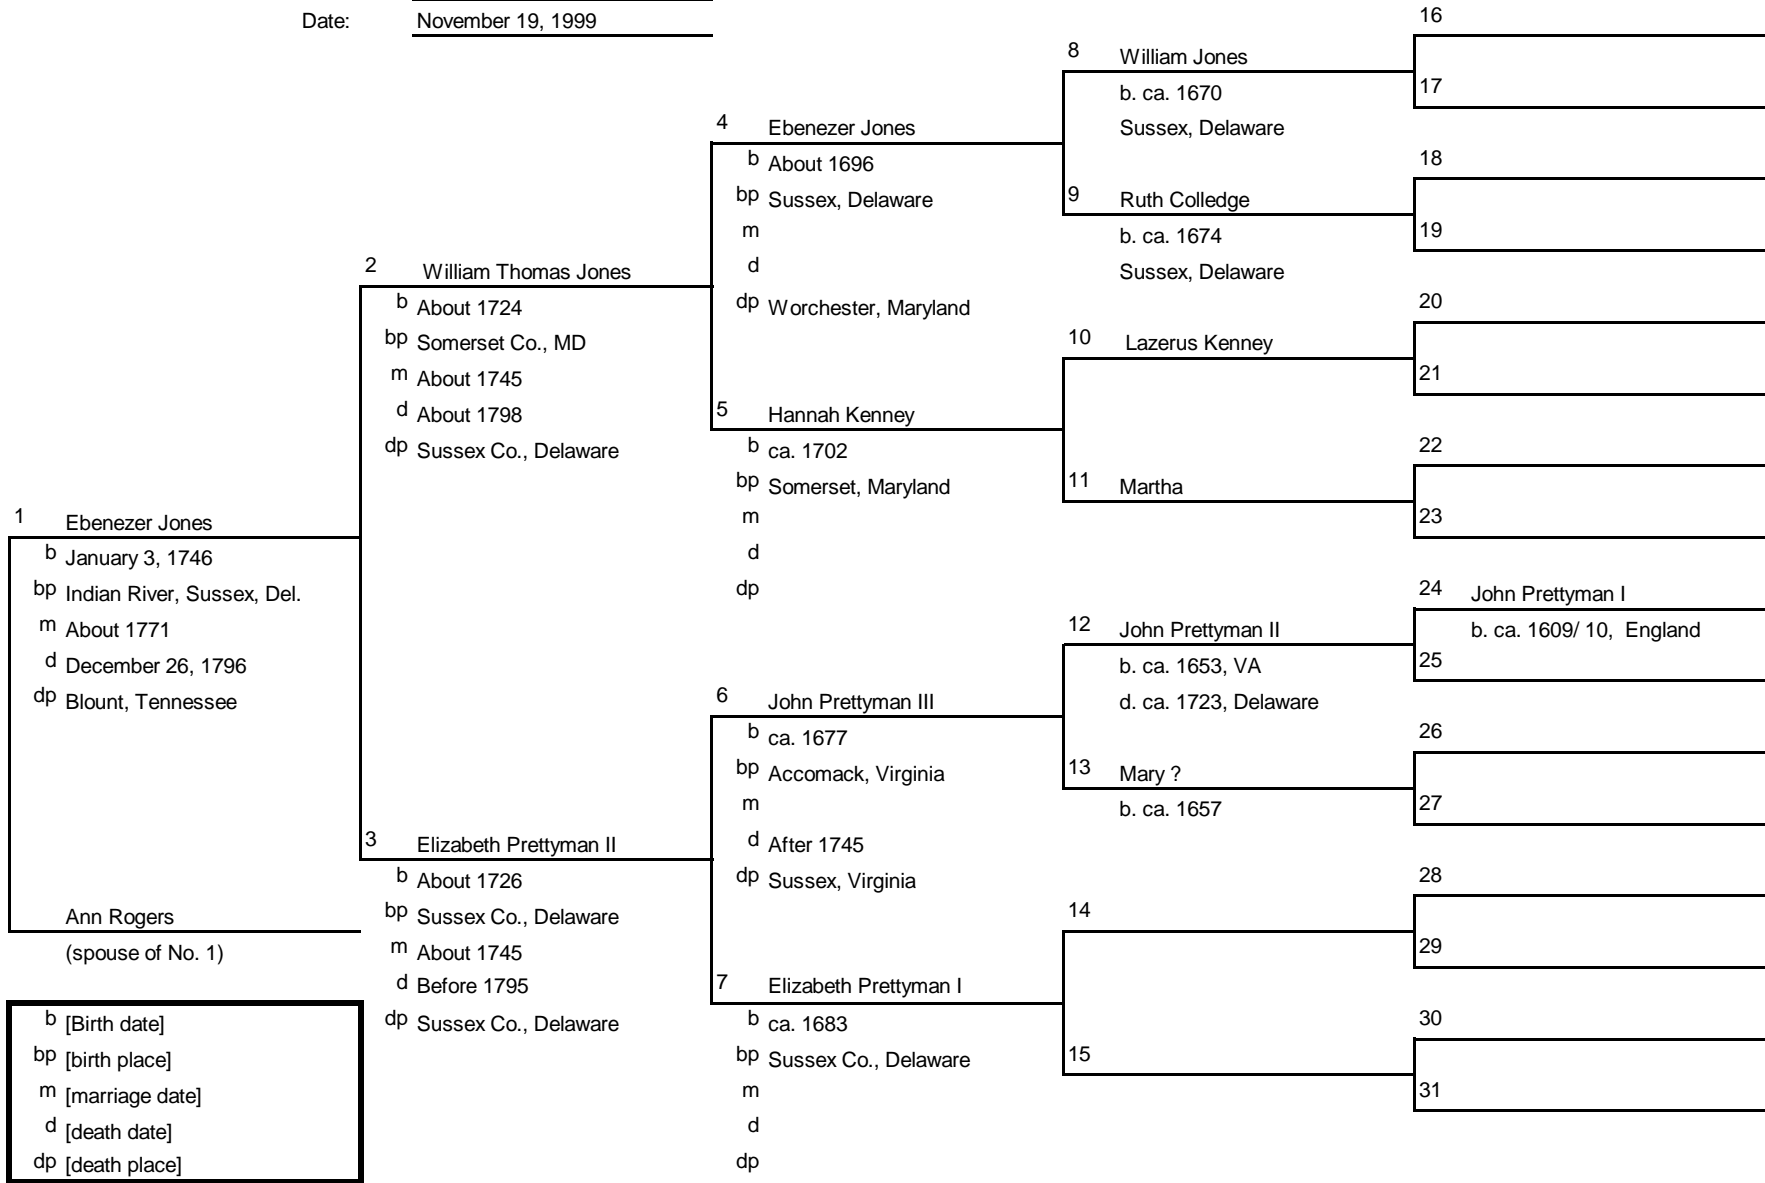 Date: November 19, 1999
1 Ebenezer Jones
b January 3, 1746
bp Indian River, Sussex, Del.
m About 1771
d December 26, 1796
dp Blount, Tennessee
Ann Rogers
(spouse of No. 1)
b [Birth date]
bp [birth place]
m [marriage date]
d [death date]
dp [death place]
2 William Thomas Jones
b About 1724
bp Somerset Co., MD
m About 1745
d About 1798
dp Sussex Co., Delaware
3 Elizabeth Prettyman II
b About 1726
bp Sussex Co., Delaware
m About 1745
d Before 1795
dp Sussex Co., Delaware
4 Ebenezer Jones
b About 1696
bp Sussex, Delaware
m
d
dp Worchester, Maryland
5 Hannah Kenney
b ca. 1702
bp Somerset, Maryland
m
d
dp
6 John Prettyman III
b ca. 1677
bp Accomack, Virginia
m
d After 1745
dp Sussex, Virginia
7 Elizabeth Prettyman I
b ca. 1683
bp Sussex Co., Delaware
m
d
dp
8 William Jones
b. ca. 1670
Sussex, Delaware
9 Ruth Colledge
b. ca. 1674
Sussex, Delaware
10 Lazerus Kenney
11 Martha
12 John Prettyman II
b. ca. 1653, VA
d. ca. 1723, Delaware
13 Mary ?
b. ca. 1657
14
15
16
17
18
19
20
21
22
23
24 John Prettyman I
b. ca. 1609/ 10, England
25
26
27
28
29
30
31